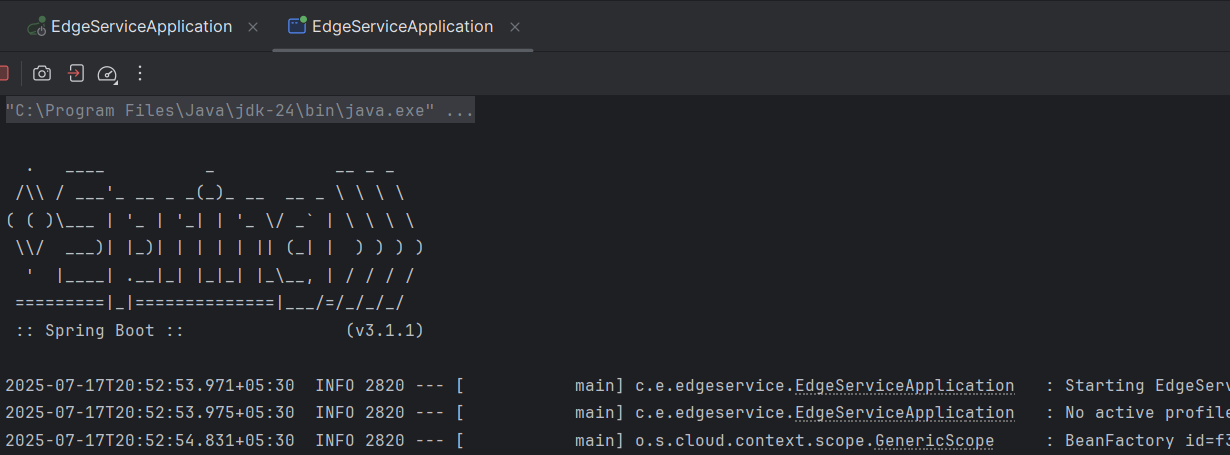 EdgeServiceApplication × EdgeServiceApplication ×
"C:\Program Files\Java\jdk-24\bin\java.exe" ...
  .   ____          _            __ _ _
 /\\ / ___'_ __ _ _(_)_ __  __ _ \ \ \ \
( ( )\___ | '_ | '_| | '_ \/ _` | \ \ \ \
 \\/  ___)| |_)| | | | | || (_| |  ) ) ) )
  '  |____| .__|_| |_|_| |_\__, | / / / /
 =========|_|==============|___/=/_/_/_/
 :: Spring Boot ::                (v3.1.1)
2025-07-17T20:52:53.971+05:30  INFO 2820 --- [           main] c.e.edgeservice.EdgeServiceApplication   : Starting EdgeServ
2025-07-17T20:52:53.975+05:30  INFO 2820 --- [           main] c.e.edgeservice.EdgeServiceApplication   : No active profile
2025-07-17T20:52:54.831+05:30  INFO 2820 --- [           main] o.s.cloud.context.scope.GenericScope     : BeanFactory id=f3